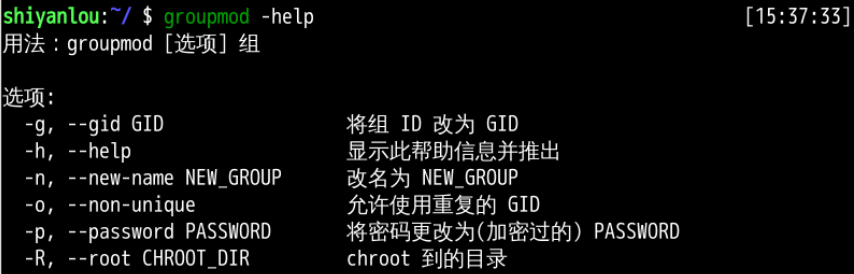 shiyanlou:~/ $ groupmod -help [15:37:33]
用法：groupmod [选项] 组
选项:
-g, --gid GID 将组 ID 改为 GID
-h, --help 显示此帮助信息并推出
-n, --new-name NEW_GROUP 改名为 NEW_GROUP
-o, --non-unique 允许使用重复的 GID
-p, --password PASSWORD 将密码更改为(加密过的) PASSWORD
-R, --root CHROOT_DIR chroot 到的目录